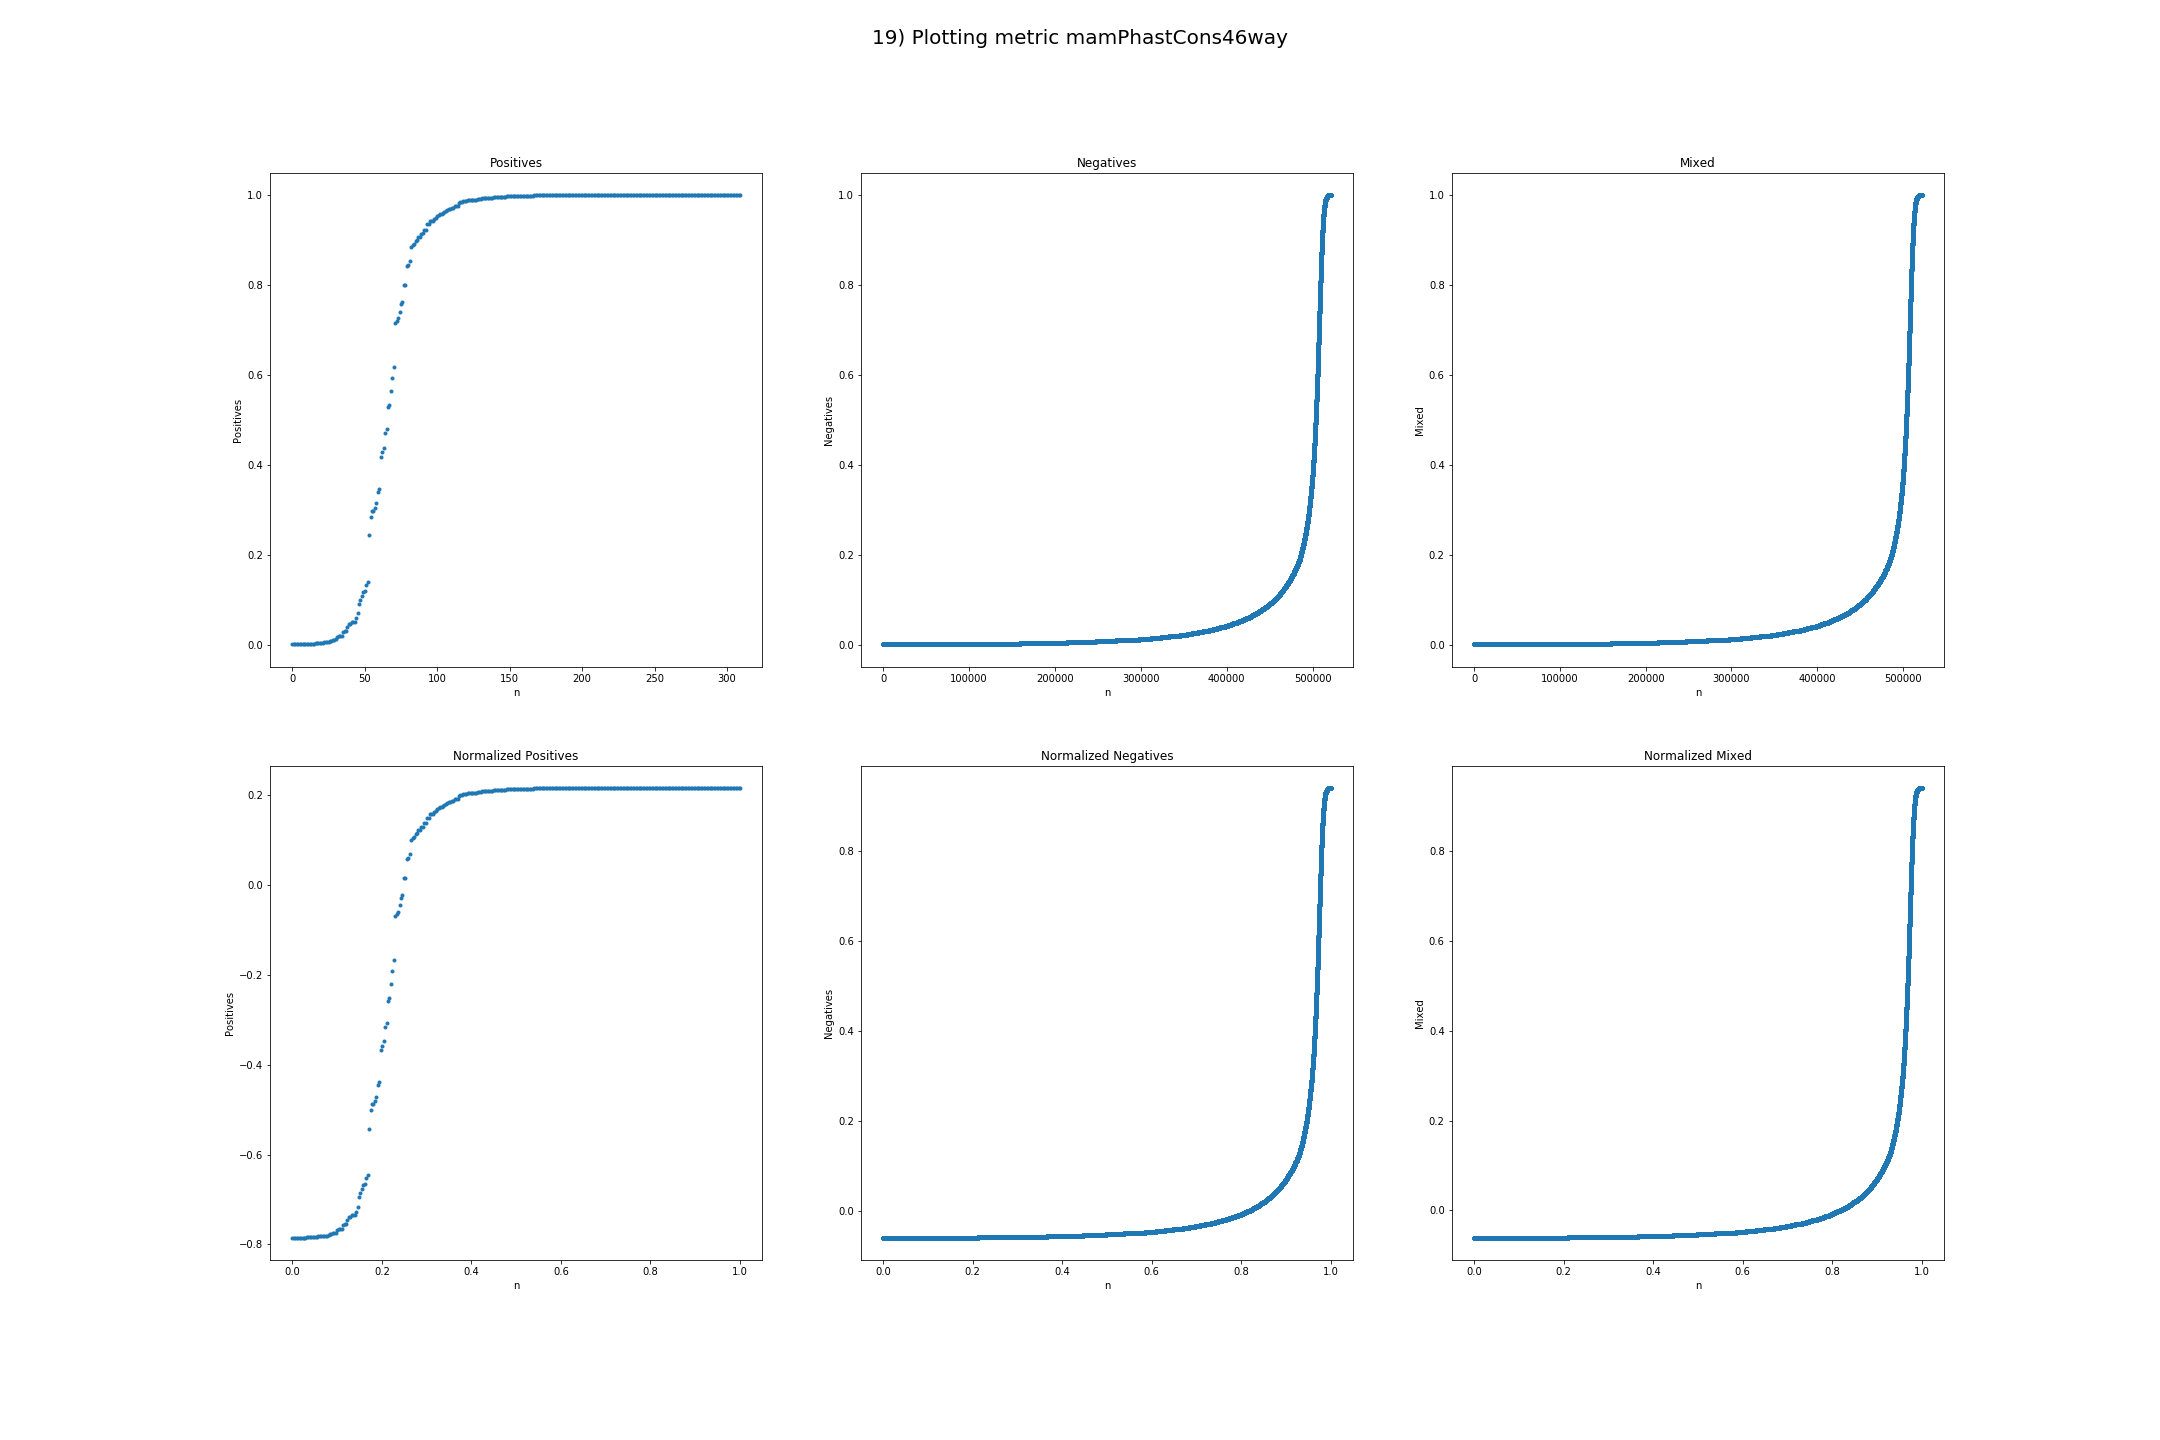 19) Plotting metric mamPhastCons46way
Positives
Positives
1.0
0.8
0.6
0.4
0.2
0.0
0 50 100 150 200 250 300
n
Negatives
Negatives
1.0
0.8
0.6
0.4
0.2
0.0
0 100000 200000 300000 400000 500000
n
Mixed
Mixed
1.0
0.8
0.6
0.4
0.2
0.0
0 100000 200000 300000 400000 500000
n
Normalized Positives
Positives
0.2
0.0
−0.2
−0.4
−0.6
−0.8
0.0 0.2 0.4 0.6 0.8 1.0
n
Normalized Negatives
Negatives
0.8
0.6
0.4
0.2
0.0
0.0 0.2 0.4 0.6 0.8 1.0
n
Normalized Mixed
Mixed
0.8
0.6
0.4
0.2
0.0
0.0 0.2 0.4 0.6 0.8 1.0
n